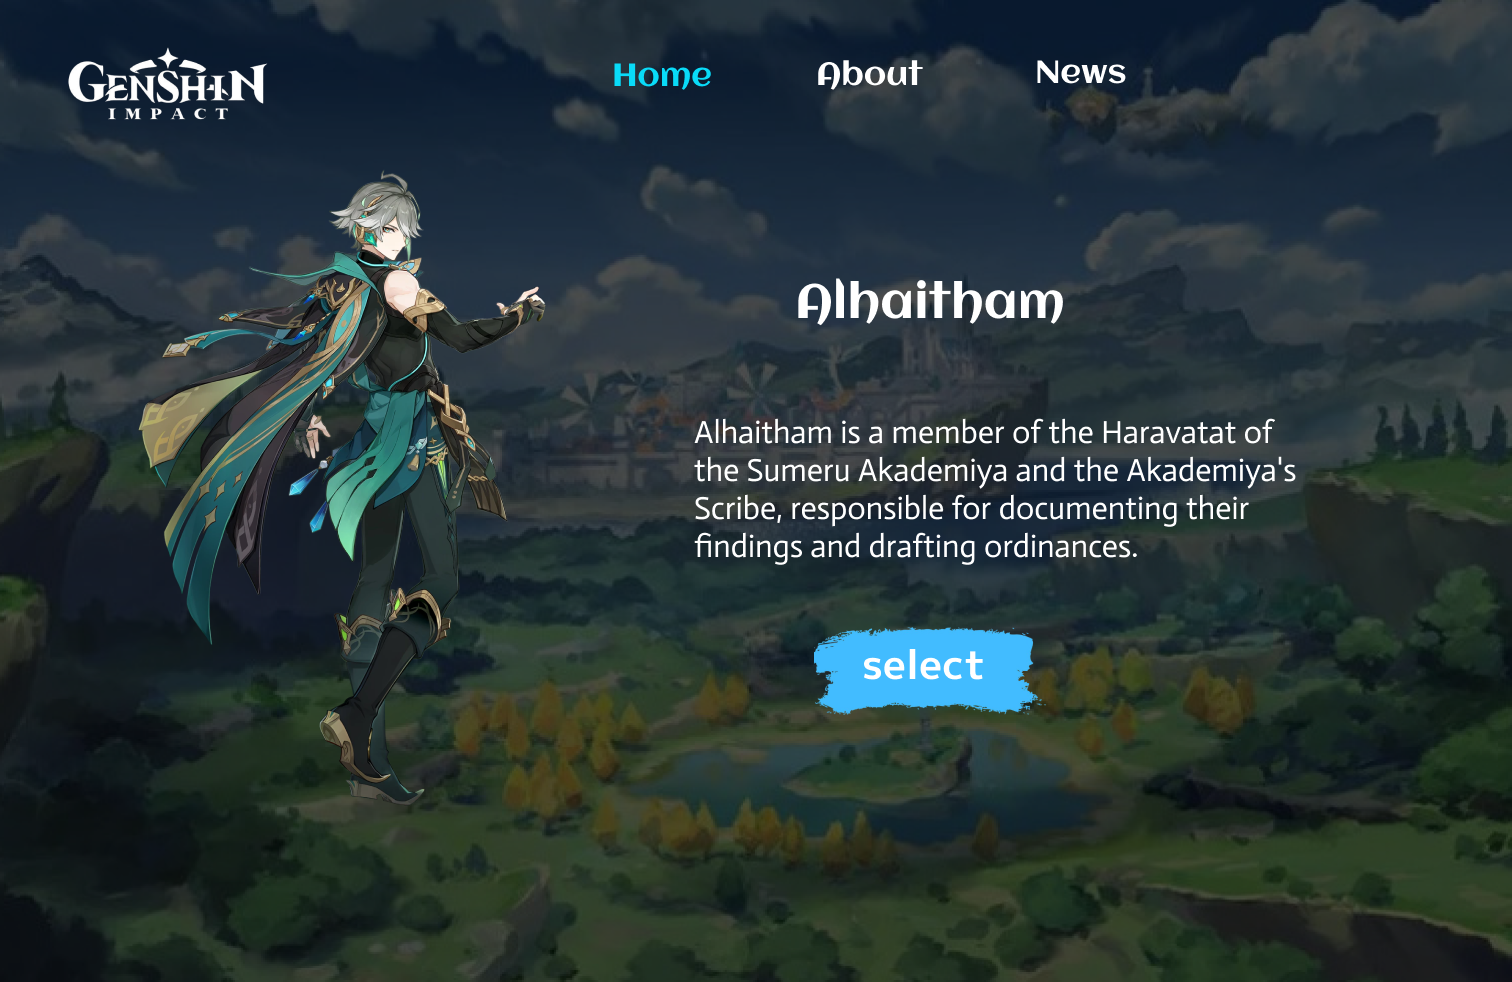 GENSHIN
IMPACT
Home
About
News
Alhaitham
Alhaitham is a member of the Haravatat of
the Sumeru Akademiya and the Akademiya's
Scribe, responsible for documenting their
findings and drafting ordinances.
select